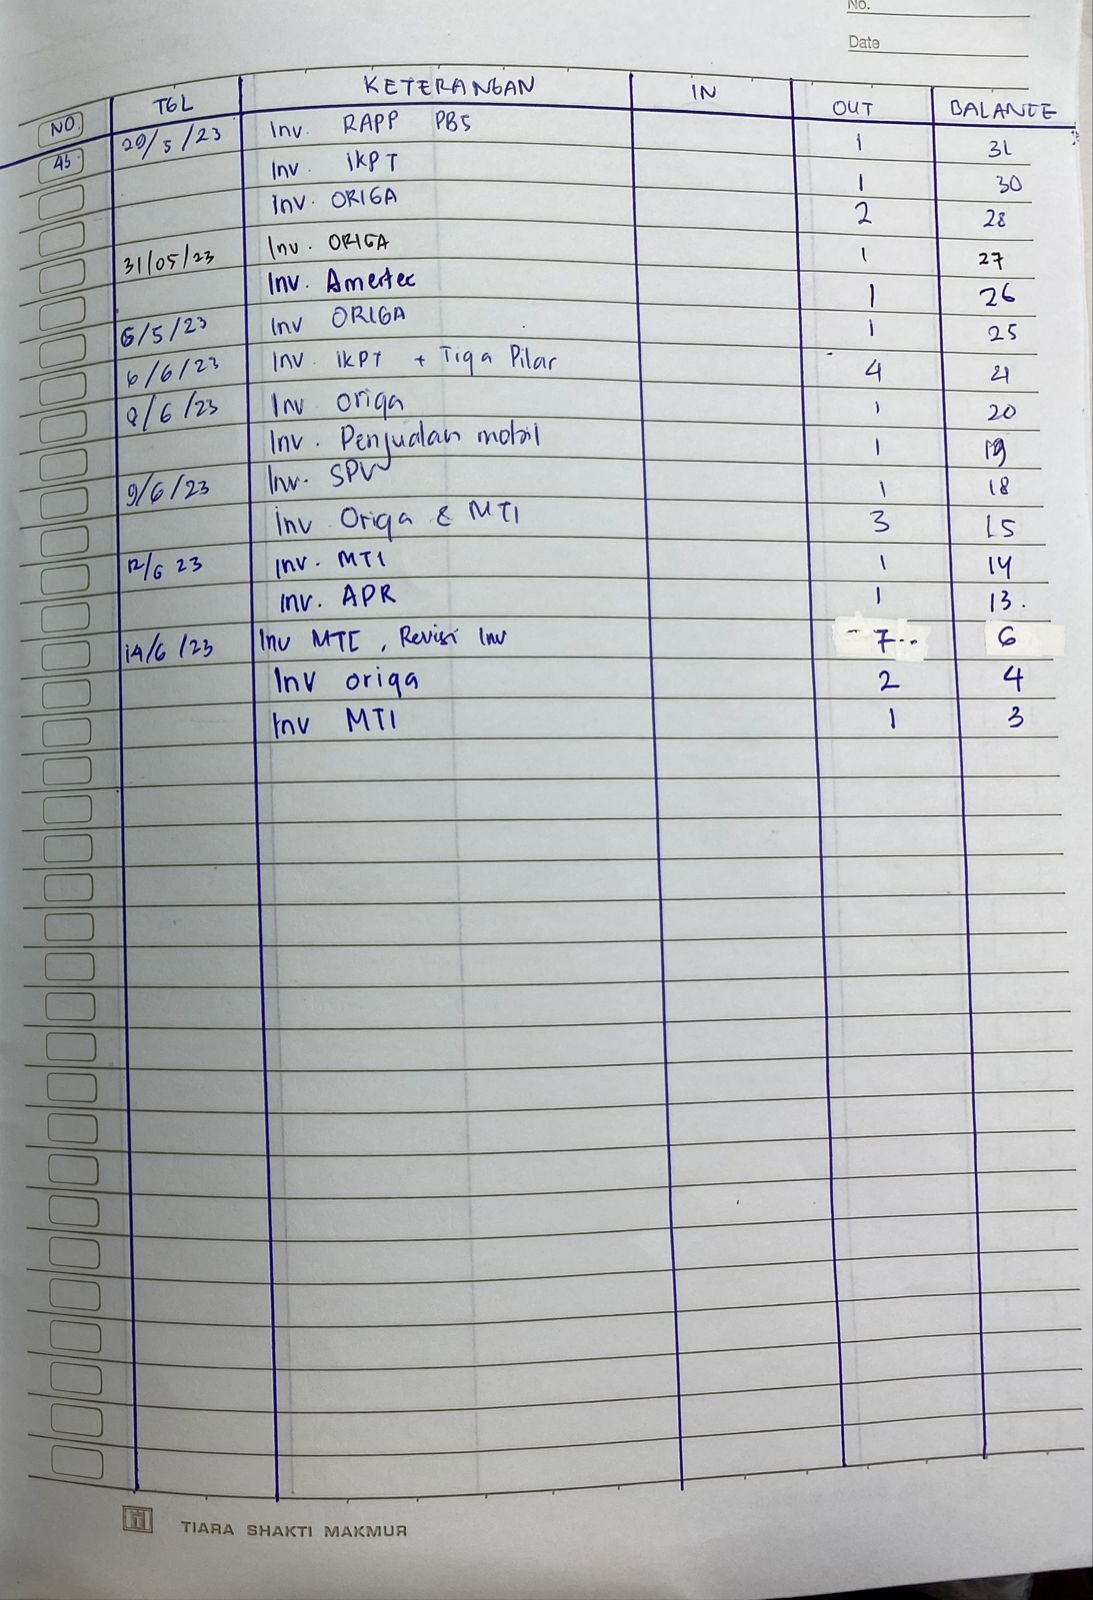 No.
Date
NO. TGL KETERANGAN IN OUT BALANCE
45 29/5/23 Inv. RAPP PBS 1 31
Inv. IKPT 1 30
Inv. ORIGA 2 28
31/05/23 Inv. ORIGA 1 27
Inv. Amertec 1 26
6/5/23 Inv ORIGA 1 25
6/6/23 Inv. IKPT + Tiga Pilar 4 21
8/6/23 Inv origa 1 20
Inv. Penjualan mobil 1 19
9/6/23 Inv. SPV 1 18
Inv Origa & MTI 3 15
12/6 23 Inv. MTI 1 14
Inv. APR 1 13.
14/6/23 Inv MTE, Revisi Inv 7 6
Inv origa 2 4
Inv MTI 1 3
TIARA SHAKTI MAKMUR